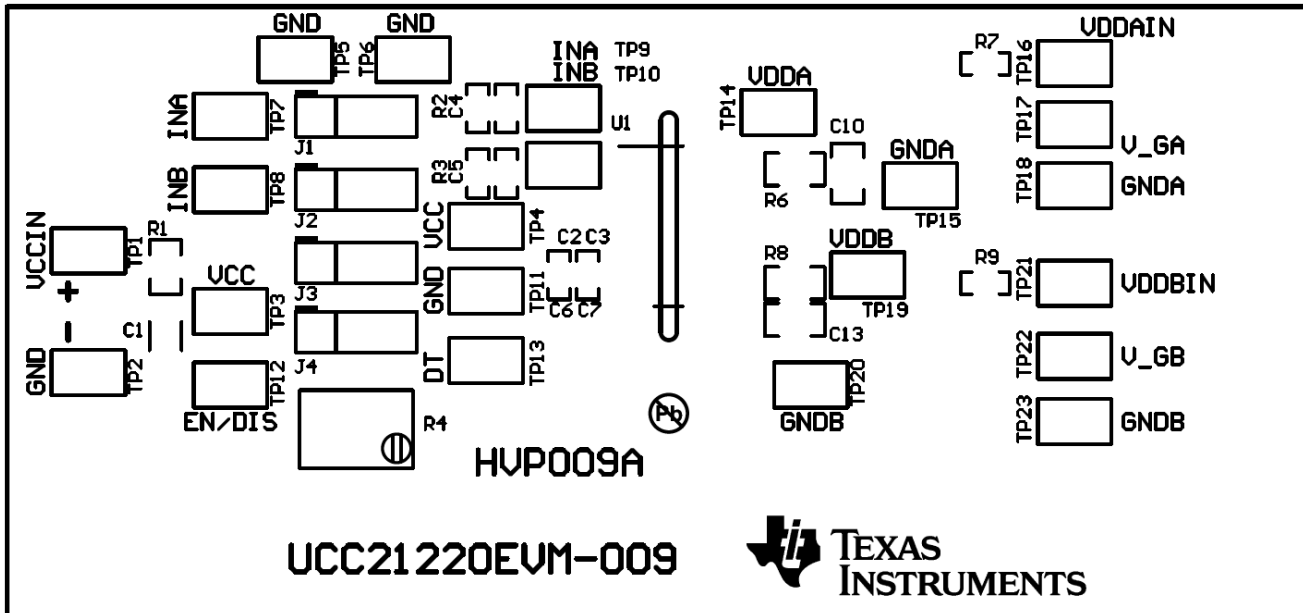 GND
GND
TP5
TP6
INA TP9
INB TP10
VDDAIN
R7
TP16
VDDA
TP14
INA
TP7
J1
R2
C4
U1
C10
TP17
V_GA
INB
TP8
J2
R3
C5
R6
GNDA
TP15
TP18
GNDA
VCCIN
TP1
R1
+
VCC
TP4
C2 C3
R8
VDDB
TP19
R9
TP21
VDDBIN
VCC
TP3
J3
GND
TP11
C6 C7
-
C1
J4
C13
TP22
V_GB
GND
TP2
TP12
EN/DIS
DT
TP13
R4
Pb
TP20
GNDB
TP23
GNDB
HVP009A
UCC21220EVM-009
TEXAS
INSTRUMENTS